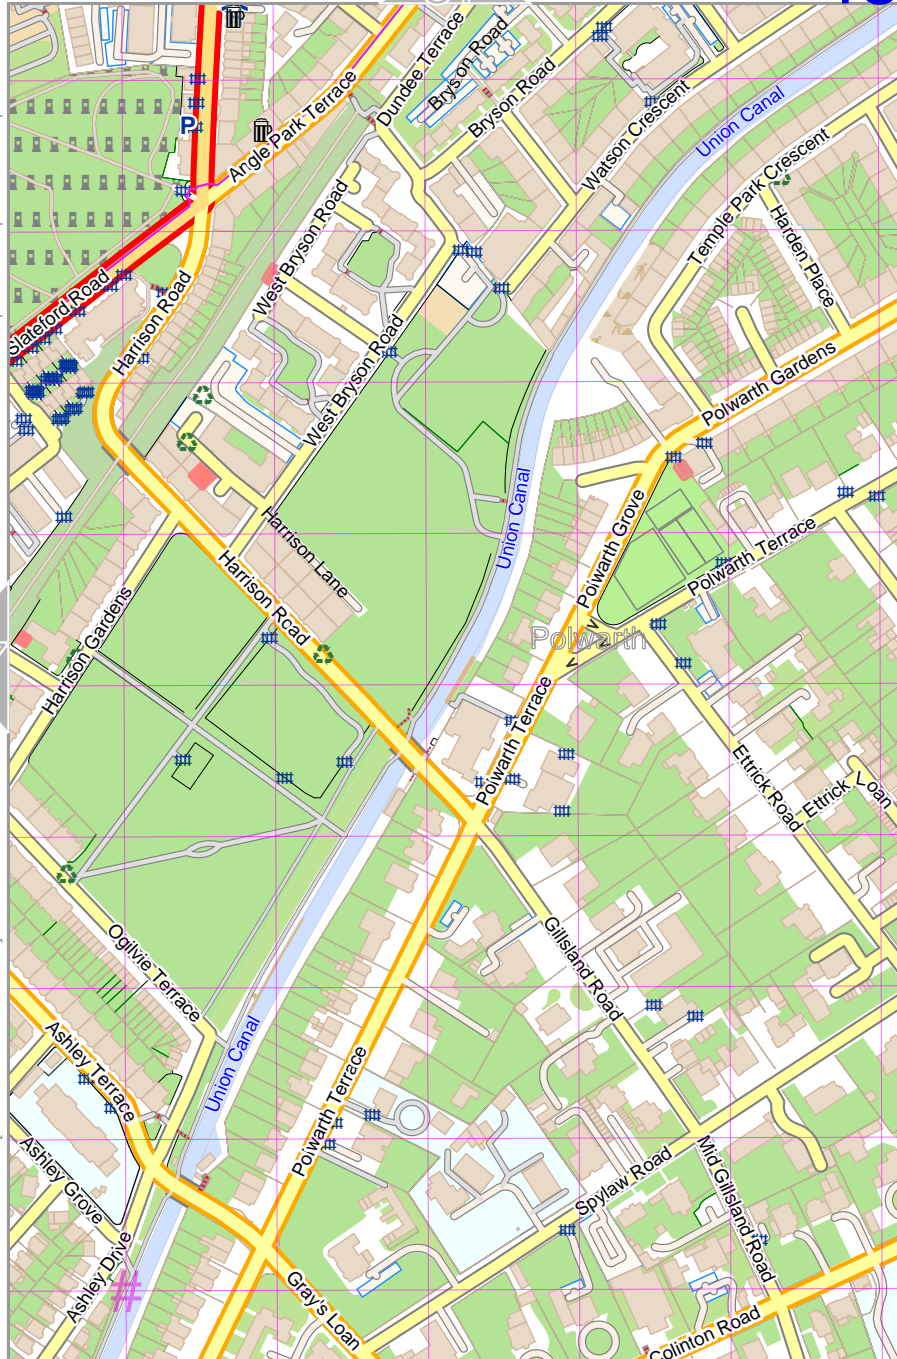 Dundee Terrace
Bryson Road
Bryson Road
Angle Park Terrace
P
Watson Crescent
Union Canal
Temple Park Crescent
Harden Place
West Bryson Road
Slateford Road
Harrison Road
West Bryson Road
Polwarth Gardens
Union Canal
Polwarth Grove
Harrison Lane
Polwarth Terrace
Harrison Road
Harrison Gardens
Polwarth
Polwarth Terrace
Ettrick Road
Ettrick Loan
Gillsland Road
Ogilvie Terrace
Union Canal
Ashley Terrace
Polwarth Terrace
Ashley Grove
Spylaw Road
Mid Gillsland Road
Ashley Drive
#
Gray's Loan
Colinton Road